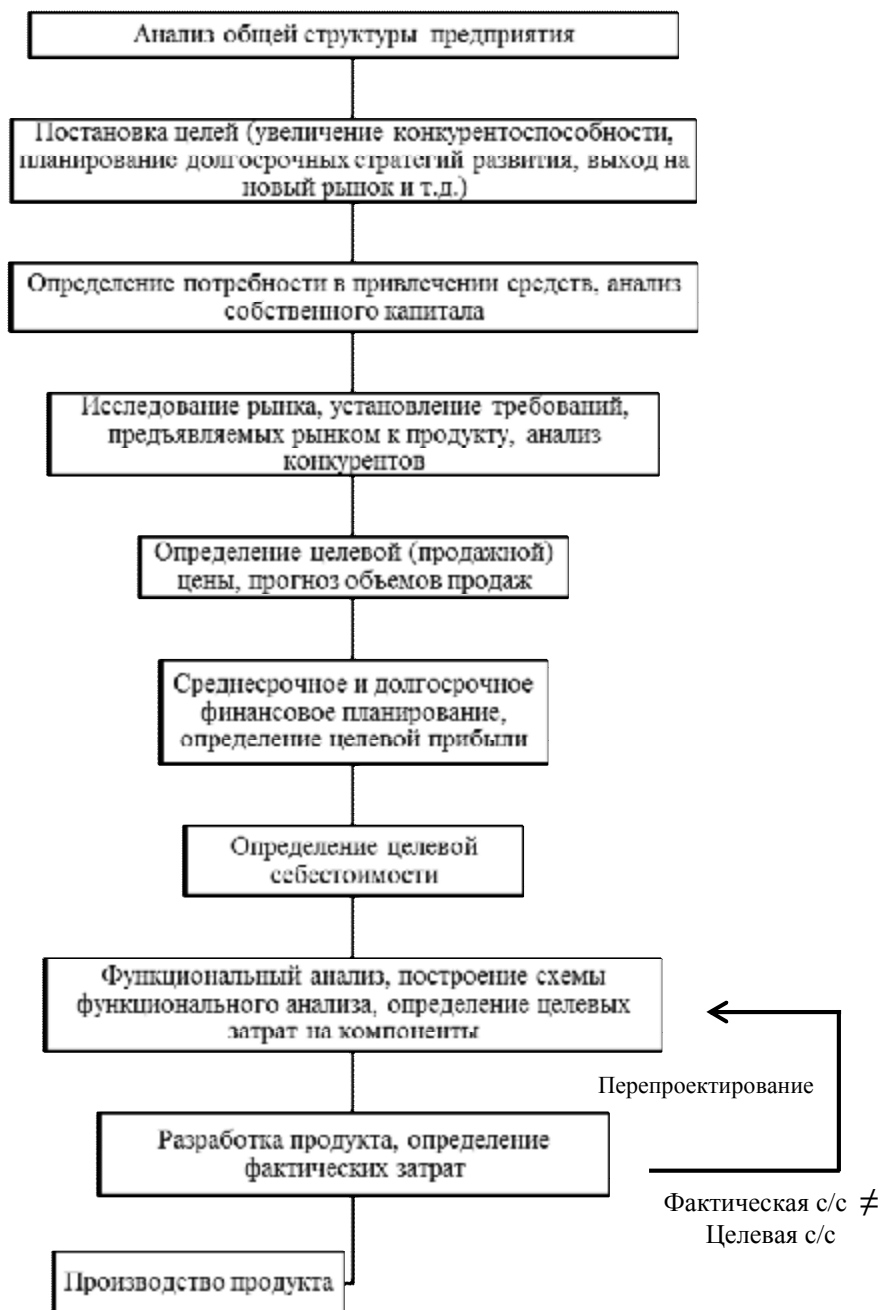 Анализ общей структуры предприятия
Постановка целей (увеличение конкурентоспособности,
планирование долгосрочных стратегий развития, выход на
новый рынок и т.д.)
Определение потребности в привлечении средств, анализ
собственного капитала
Исследование рынка, установление требований,
предъявляемых рынком к продукту, анализ
конкурентов
Определение целевой (продажной)
цены, прогноз объемов продаж
Среднесрочное и долгосрочное
финансовое планирование,
определение целевой прибыли
Определение целевой
себестоимости
Функциональный анализ, построение схемы
функционального анализа, определение целевых
затрат на компоненты
Перепроектирование
Разработка продукта, определение
фактических затрат
Фактическая с/с ≠
Целевая с/с
Производство продукта